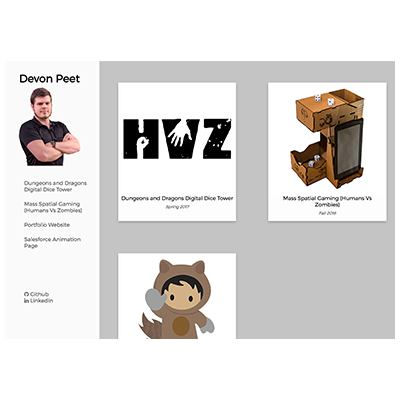 Devon Peet
Dungeons and Dragons
Digital Dice Tower
Mass Spatial Gaming
(Humans Vs Zombies)
Portfolio Website
Salesforce Animation
Page
Github
Linkedin
HVZ
Dungeons and Dragons Digital Dice Tower
Spring 2017
Mass Spatial Gaming (Humans Vs
Zombies)
Fall 2016